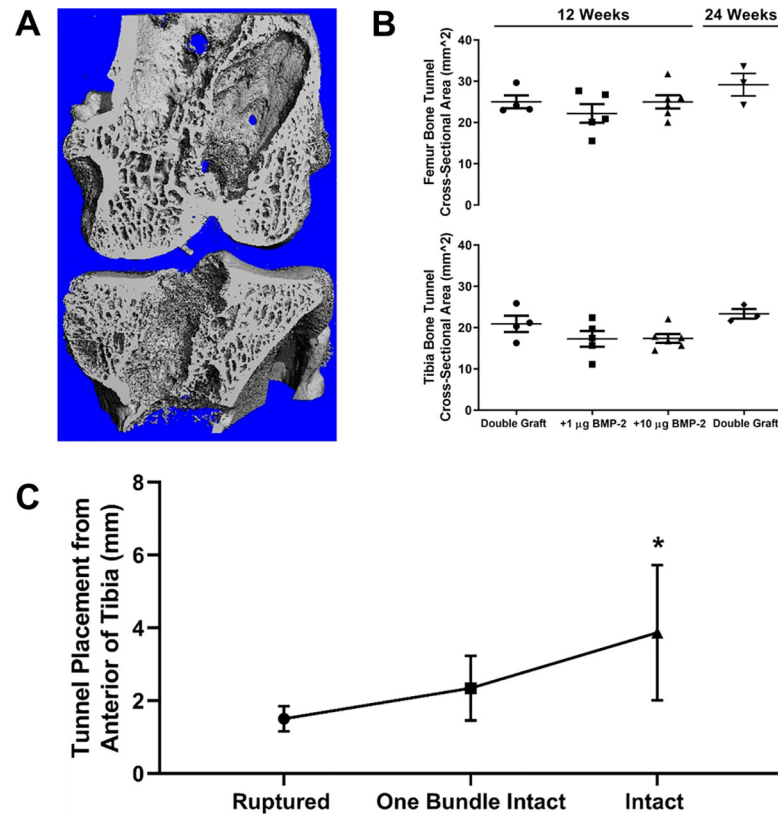 A
B
12 Weeks
24 Weeks
Femur Bone Tunnel
Cross-Sectional Area (mm^2)
40
30
20
10
0
Tibia Bone Tunnel
Cross-Sectional Area (mm^2)
40
30
20
10
0
Double Graft
+1 μg BMP-2
+10 μg BMP-2
Double Graft
C
Tunnel Placement from
Anterior of Tibia (mm)
8
6
4
2
0
*
Ruptured
One Bundle Intact
Intact